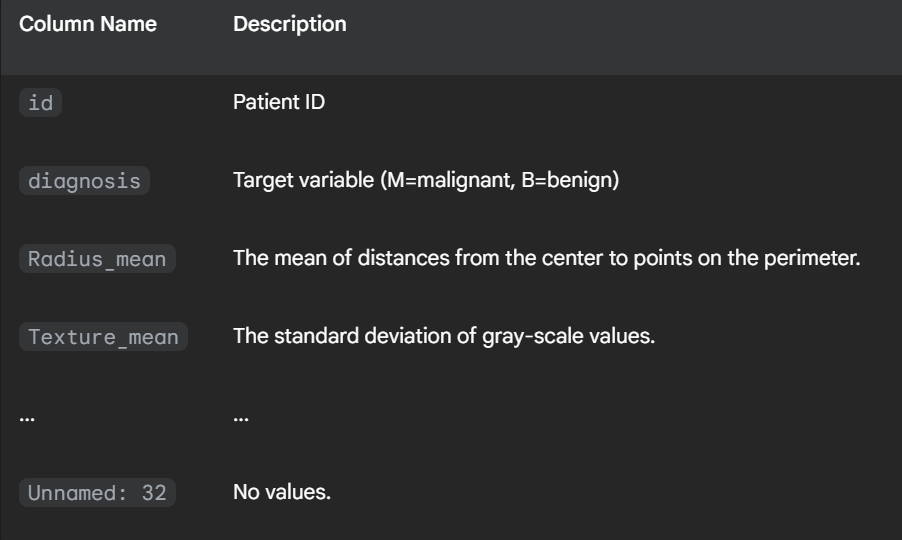 Column Name Description
id Patient ID
diagnosis Target variable (M=malignant, B=benign)
Radius_mean The mean of distances from the center to points on the perimeter.
Texture_mean The standard deviation of gray-scale values.
... ...
Unnamed: 32 No values.